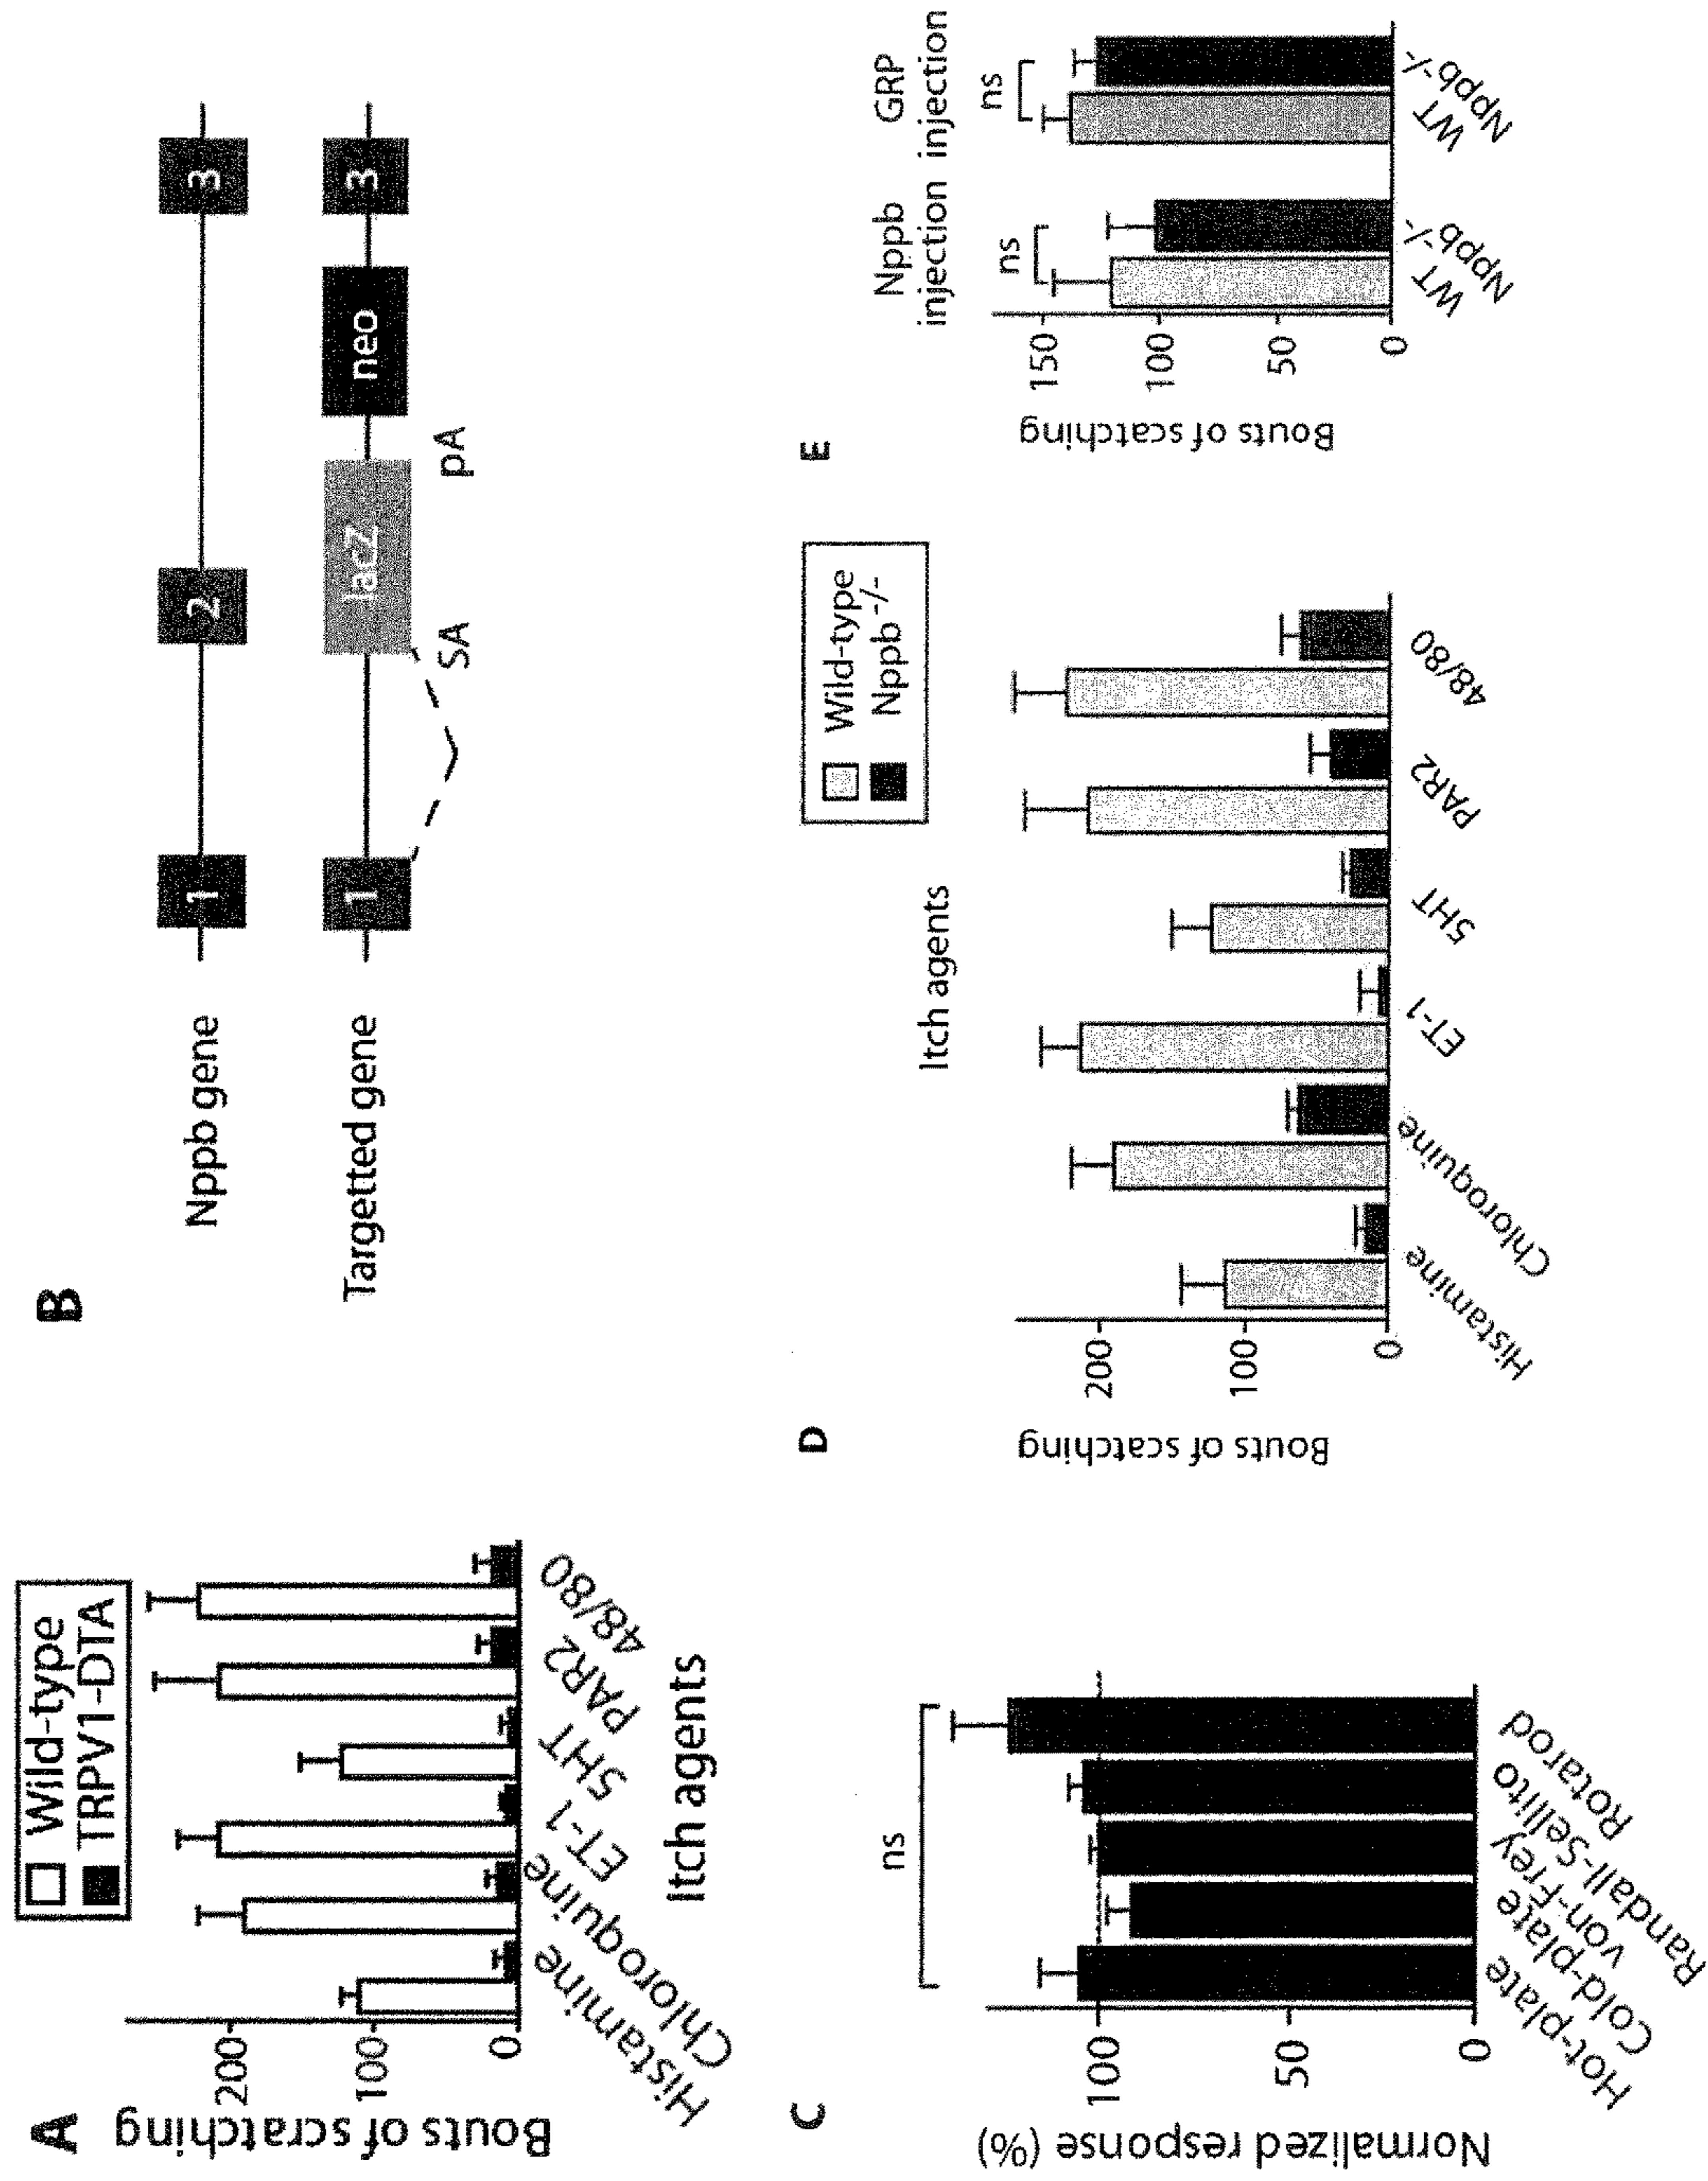 A
Wild-type
TRPV1-DTA
Bouts of scratching
200
100
0
Histamine
Chloroquine
ET-1
5HT
PAR2
48/80
Itch agents
B
Nppb gene
1
2
3
Targetted gene
1
lacZ
neo
3
SA
pA
C
ns
Normalized response (%)
100
50
0
Hot-plate
Cold-plate
von-Frey
Randall-Sellito
Rotarod
D
Itch agents
Wild-type
Nppb-/-
Bouts of scatching
200
100
0
Histamine
Chloroquine
ET-1
5HT
PAR2
48/80
E
Nppb GRP
injection injection
ns
ns
Bouts of scatching
150
100
50
0
WT
Nppb-/-
WT
Nppb-/-